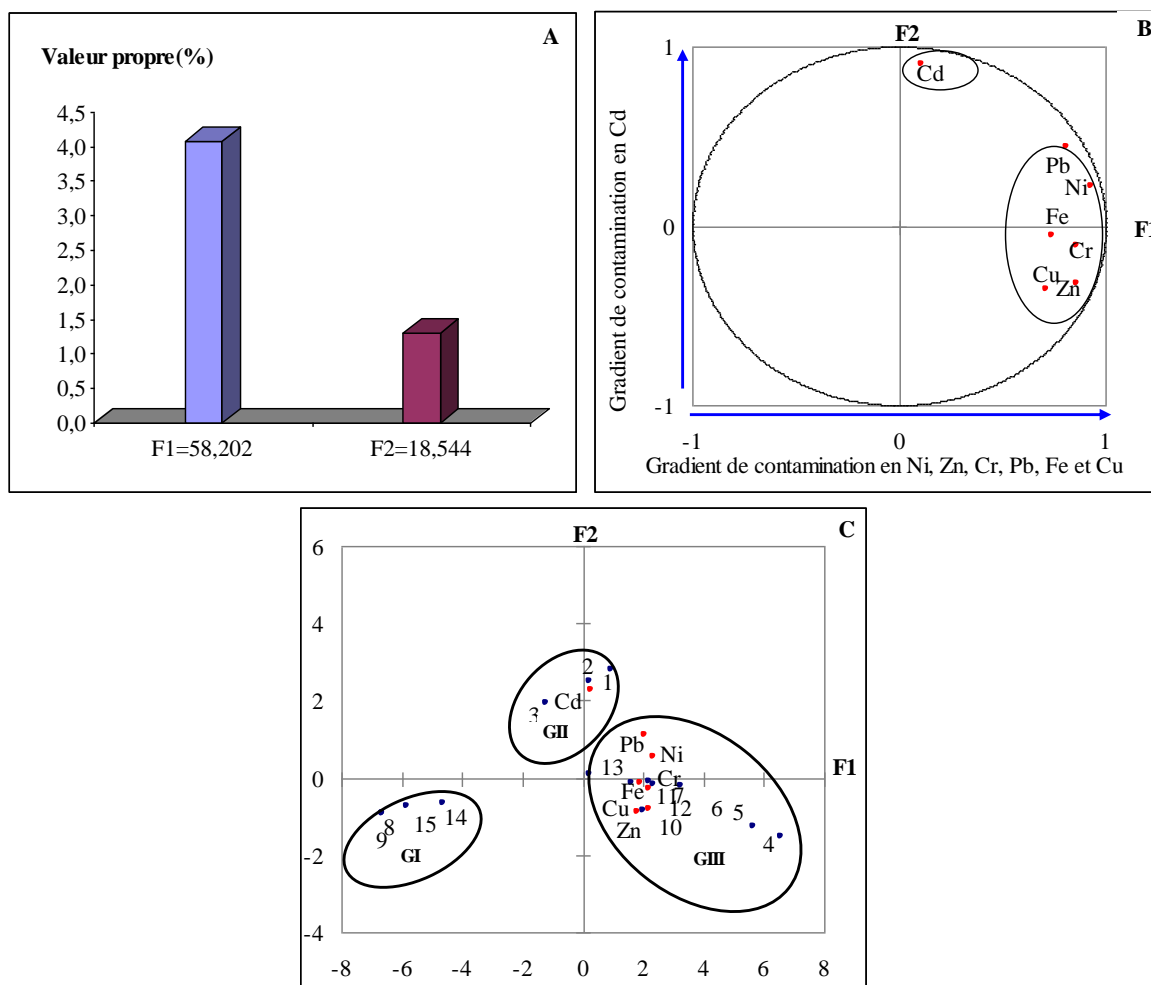 A
Valeur propre(%)
4,5
4,0
3,5
3,0
2,5
2,0
1,5
1,0
0,5
0,0
F1=58,202 F2=18,544
B
F2
1
Cd
Gradient de contamination en Cd
Pb
Ni
0
Fe
F1
Cr
Cu
Zn
-1
-1 0 1
Gradient de contamination en Ni, Zn, Cr, Pb, Fe et Cu
C
F2
6
4
2
2
1
Cd
3
GII
Pb
Ni
0
13
Cr
F1
Fe
11
7
Cu
12
6
5
Zn
10
4
8
15
14
9
GI
GIII
-2
-4
-8 -6 -4 -2 0 2 4 6 8